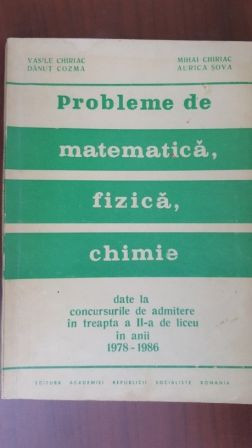 VASILE CHIRIAC MIHAI CHIRIAC
DĂNUȚ COZMA AURICA SOVA
Probleme de
matematică,
fizică,
chimie
date la
concursurile de admitere
în treapta a II-a de liceu
în anii
1978-1986
EDITURA ACADEMIEI REPUBLICII SOCIALISTE ROMÂNIA